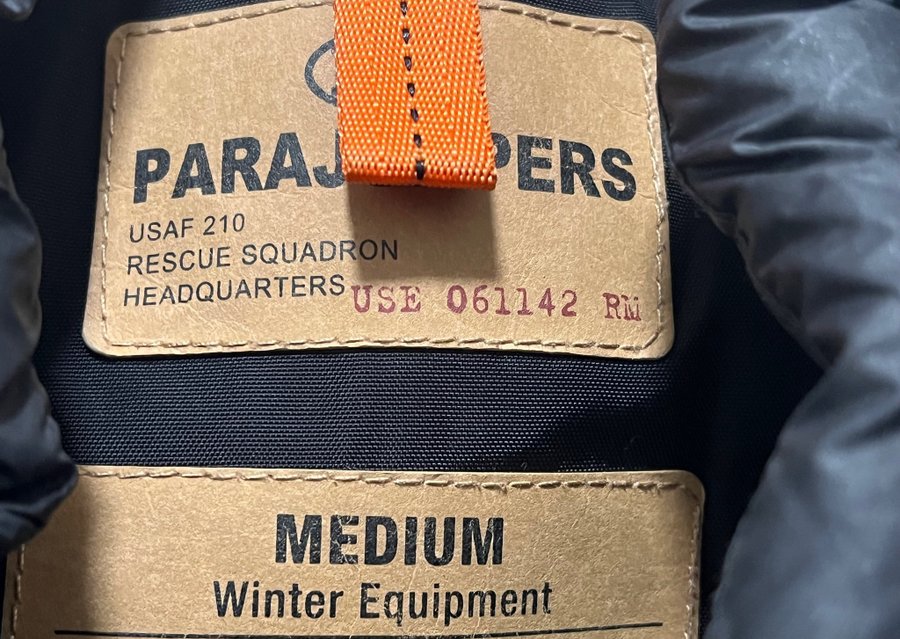 PARAJ PERS
USAF 210
RESCUE SQUADRON
HEADQUARTERS USE 061142 RM
MEDIUM
Winter Equipment